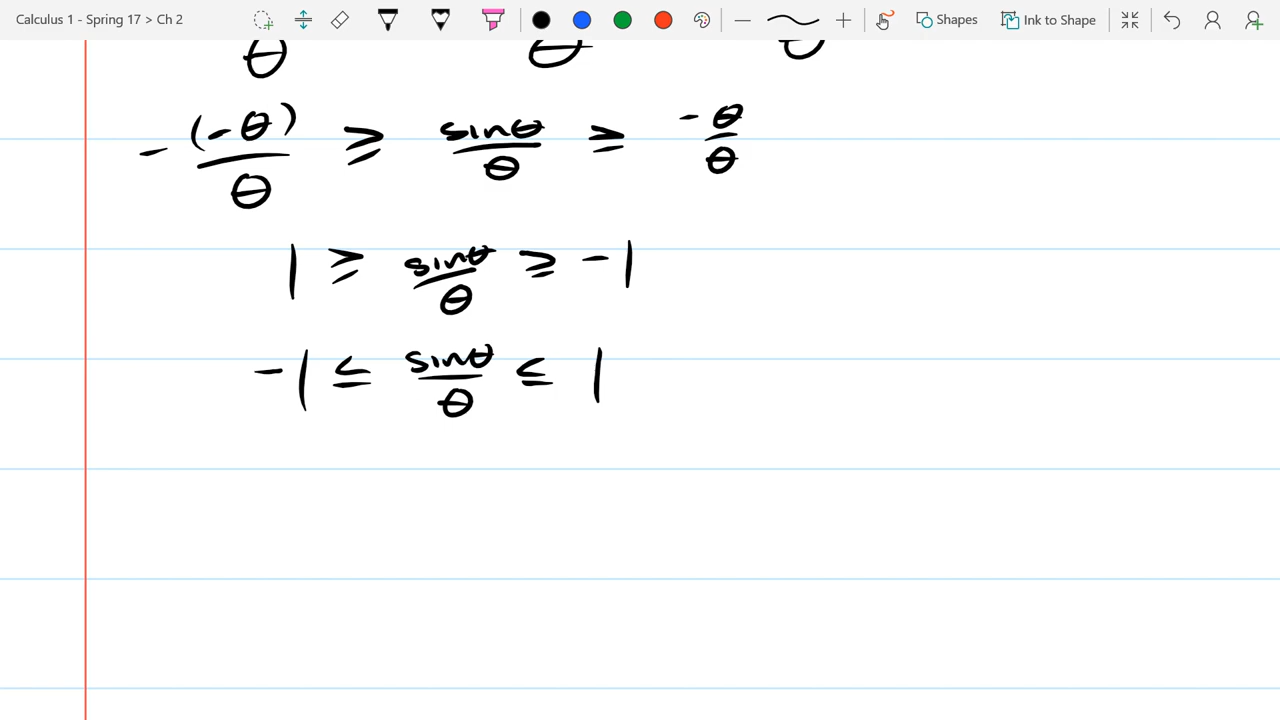 Calculus 1 - Spring 17 > Ch 2 Shapes Ink to Shape
θ θ θ
-(-θ)/θ ≥ sinθ/θ ≥ -θ/θ
1 ≥ sinθ/θ ≥ -1
-1 ≤ sinθ/θ ≤ 1